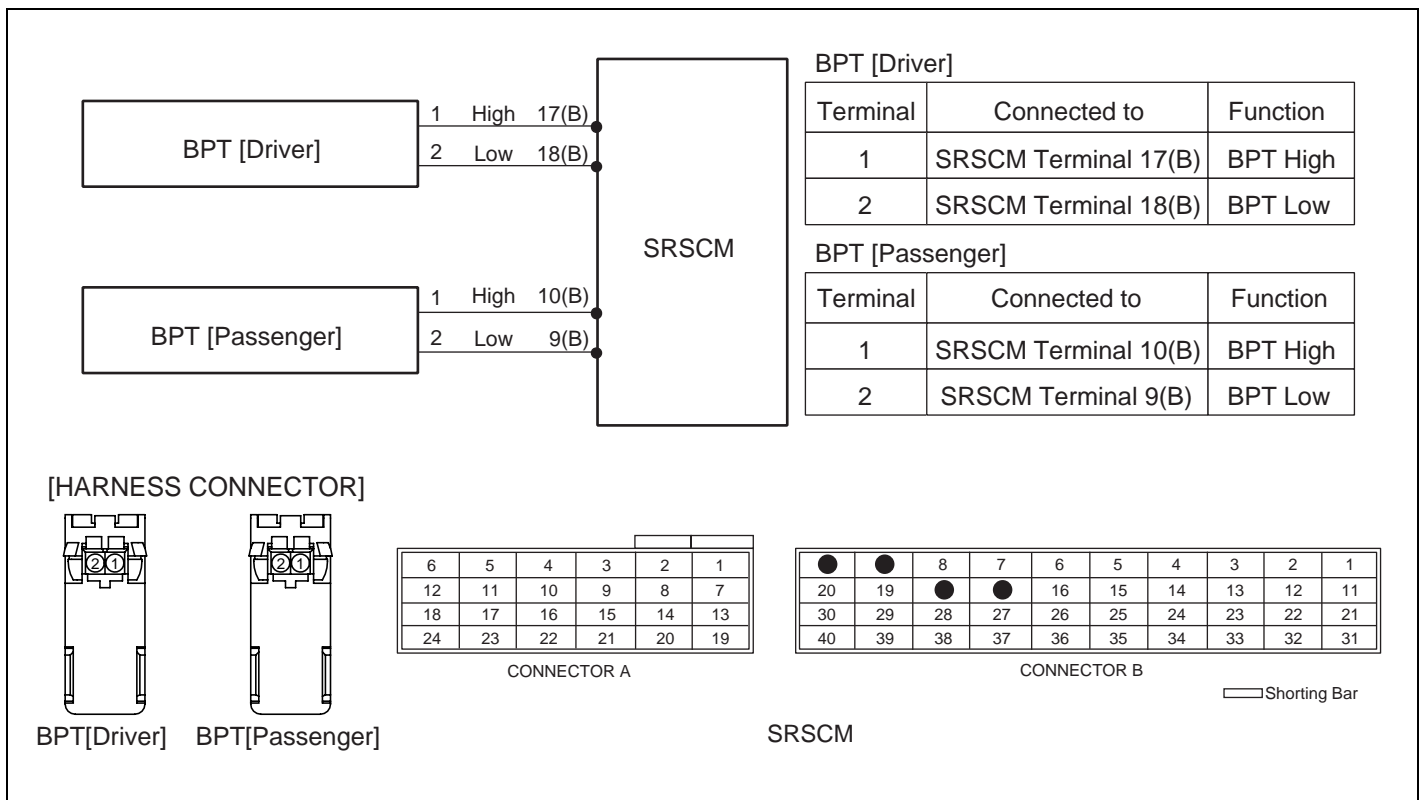 BPT [Driver]
1 High 17(B)
2 Low 18(B)
BPT [Passenger]
1 High 10(B)
2 Low 9(B)
SRSCM
BPT [Driver]
Terminal Connected to Function
1 SRSCM Terminal 17(B) BPT High
2 SRSCM Terminal 18(B) BPT Low
BPT [Passenger]
Terminal Connected to Function
1 SRSCM Terminal 10(B) BPT High
2 SRSCM Terminal 9(B) BPT Low
[HARNESS CONNECTOR]
2 1
BPT[Driver]
2 1
BPT[Passenger]
6 5 4 3 2 1
12 11 10 9 8 7
18 17 16 15 14 13
24 23 22 21 20 19
CONNECTOR A
8 7 6 5 4 3 2 1
20 19 16 15 14 13 12 11
30 29 28 27 26 25 24 23 22 21
40 39 38 37 36 35 34 33 32 31
CONNECTOR B
Shorting Bar
SRSCM